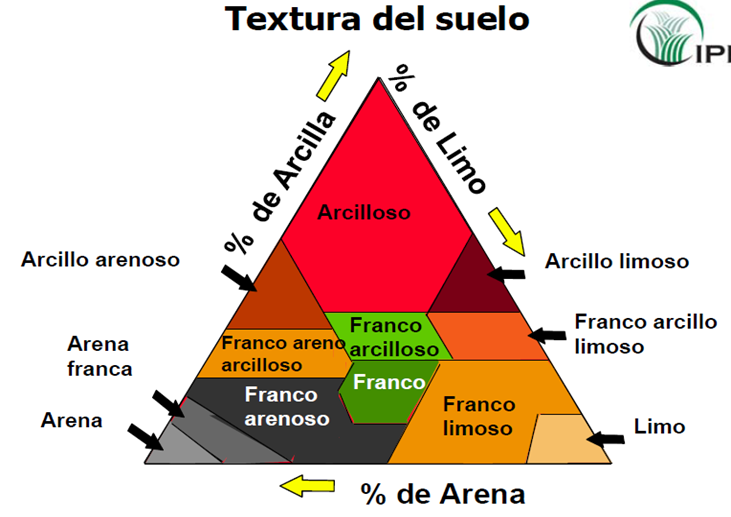 Textura del suelo
% de Arcilla
% de Limo
Arcilloso
Arcillo arenoso
Arcillo limoso
Franco
arcilloso
Franco arcillo
limoso
Franco areno
arcilloso
Arena
franca
Franco
Franco
arenoso
Franco
limoso
Arena
Limo
% de Arena